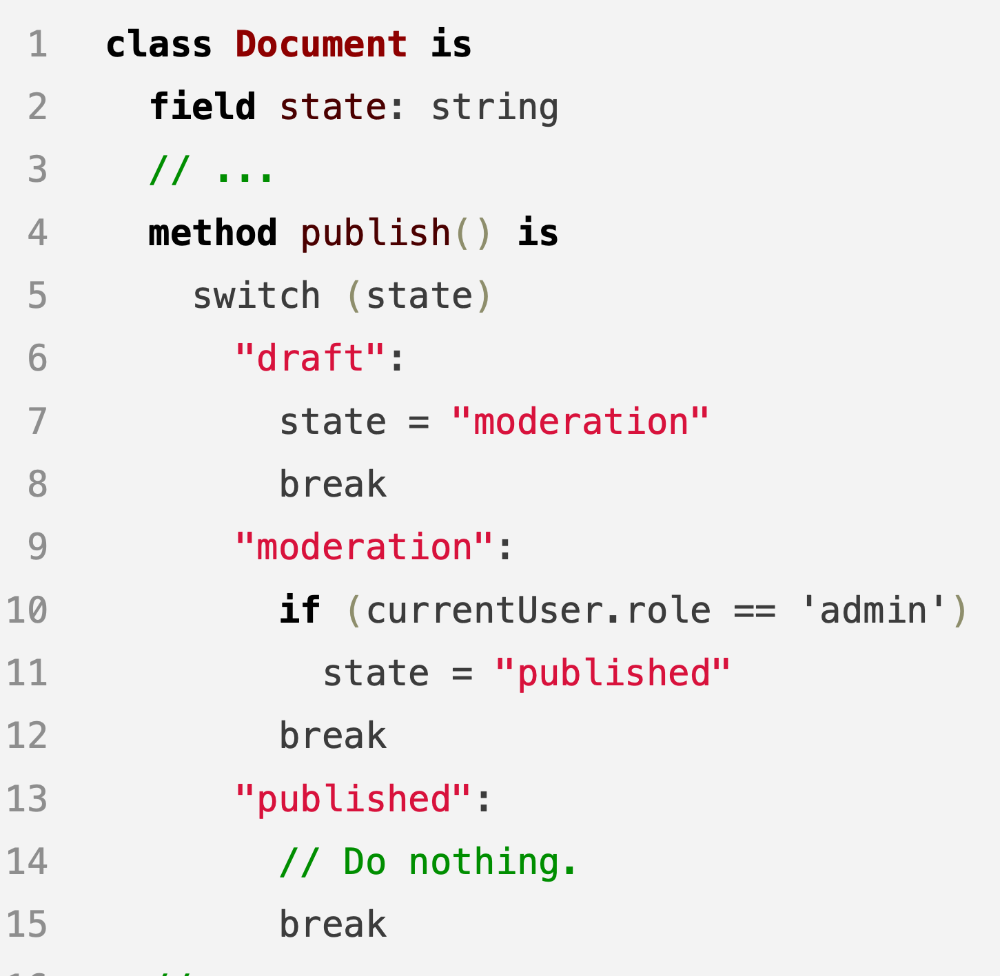 1 class Document is
2 field state: string
3 // ...
4 method publish() is
5 switch (state)
6 "draft":
7 state = "moderation"
8 break
9 "moderation":
10 if (currentUser.role == 'admin')
11 state = "published"
12 break
13 "published":
14 // Do nothing.
15 break